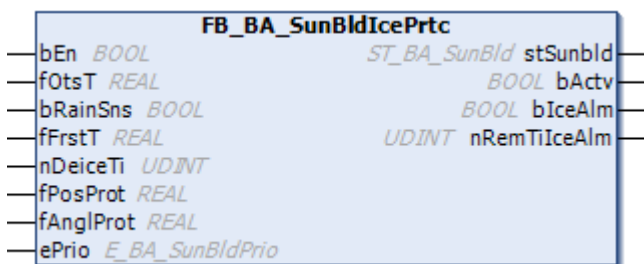 FB_BA_SunBldIcePrtc
bEn BOOL ST_BA_SunBld stSunbld
fOtsT REAL BOOL bActv
bRainSns BOOL BOOL bIceAlm
fFrstT REAL UDINT nRemTiIceAlm
nDeiceTi UDINT
fPosProt REAL
fAnglProt REAL
ePrio E_BA_SunBldPrio